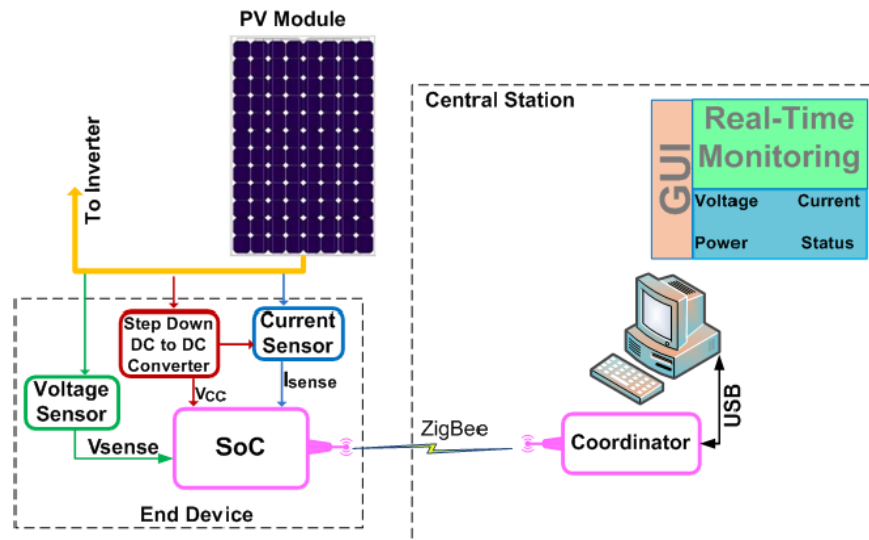 PV Module
To Inverter
Central Station
GUI
Real-Time
Monitoring
Voltage Current
Power Status
Step Down
DC to DC
Converter
Current
Sensor
Voltage
Sensor
VCC
Isense
Vsense
SoC
End Device
ZigBee
Coordinator
USB